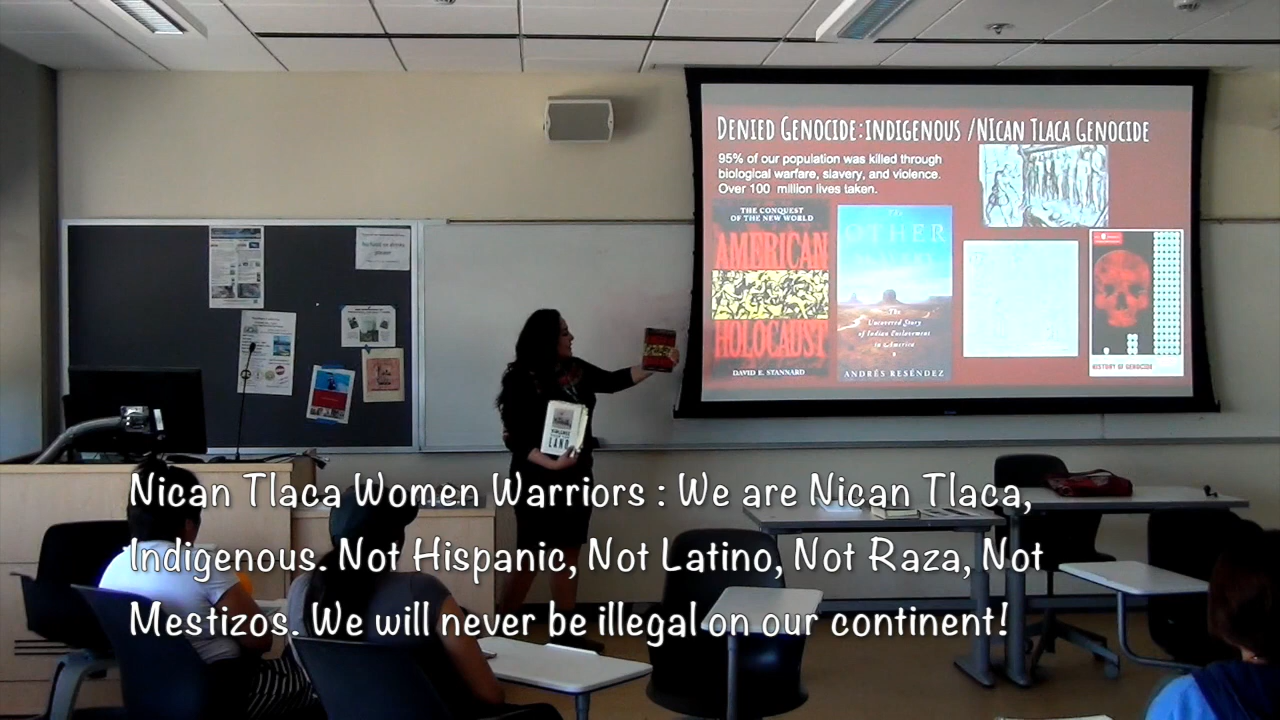 DENIED GENOCIDE:INDIGENOUS /NICAN TLACA GENOCIDE
95% of our population was killed through
biological warfare, slavery, and violence.
Over 100 million lives taken.
THE CONQUEST
OF THE NEW WORLD
AMERICAN
HOLOCAUST
DAVID E. STANNARD
The
OTHER
The
Uncovered Story
of Indian Enslavement
in America
ANDRÉS RESÉNDEZ
HISTORY OF GENOCIDE
LAND
Nican Tlaca Women Warriors : We are Nican Tlaca,
Indigenous. Not Hispanic, Not Latino, Not Raza, Not
Mestizos. We will never be illegal on our continent!